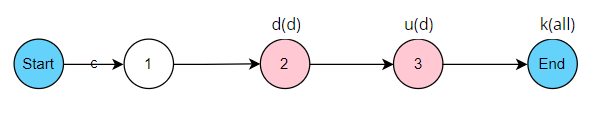 d(d)
u(d)
k(all)
Start
c
1
2
3
End